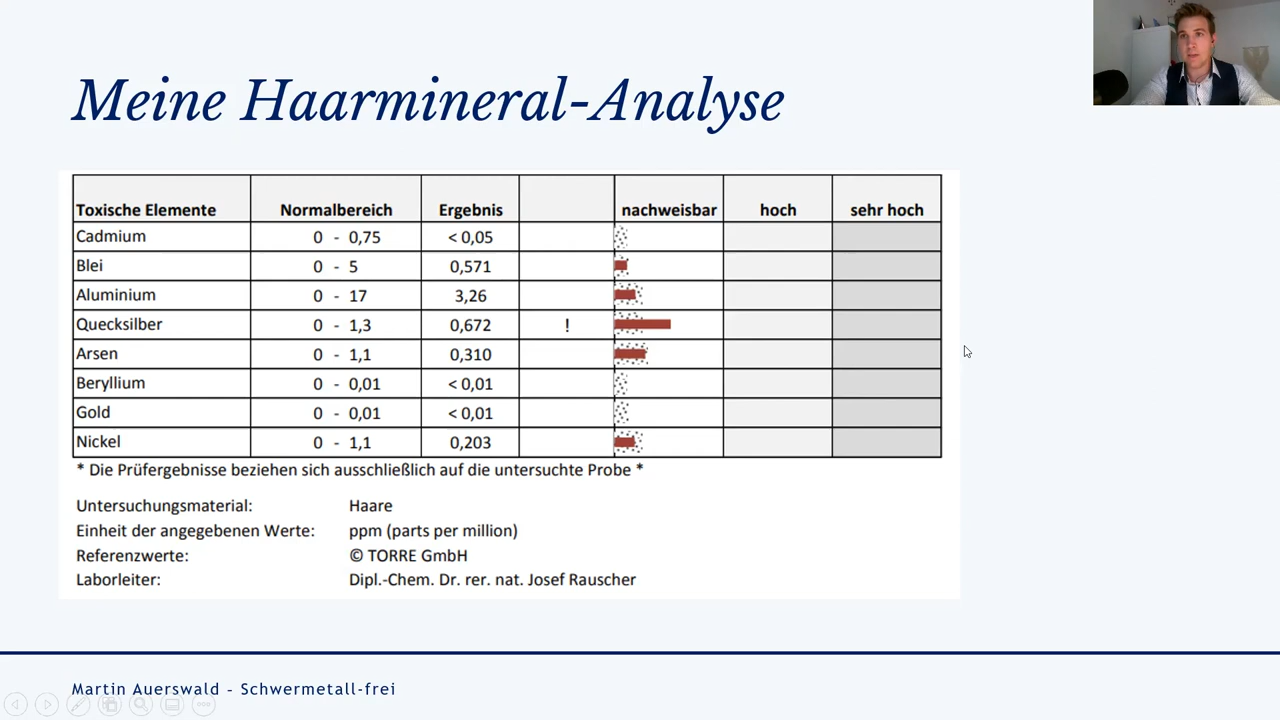 Meine Haarmineral-Analyse
Toxische Elemente Normalbereich Ergebnis nachweisbar hoch sehr hoch
Cadmium 0 - 0,75 < 0,05
Blei 0 - 5 0,571
Aluminium 0 - 17 3,26
Quecksilber 0 - 1,3 0,672 !
Arsen 0 - 1,1 0,310
Beryllium 0 - 0,01 < 0,01
Gold 0 - 0,01 < 0,01
Nickel 0 - 1,1 0,203
* Die Prüfergebnisse beziehen sich ausschließlich auf die untersuchte Probe *
Untersuchungsmaterial: Haare
Einheit der angegebenen Werte: ppm (parts per million)
Referenzwerte: © TORRE GmbH
Laborleiter: Dipl.-Chem. Dr. rer. nat. Josef Rauscher
Martin Auerswald - Schwermetall-frei